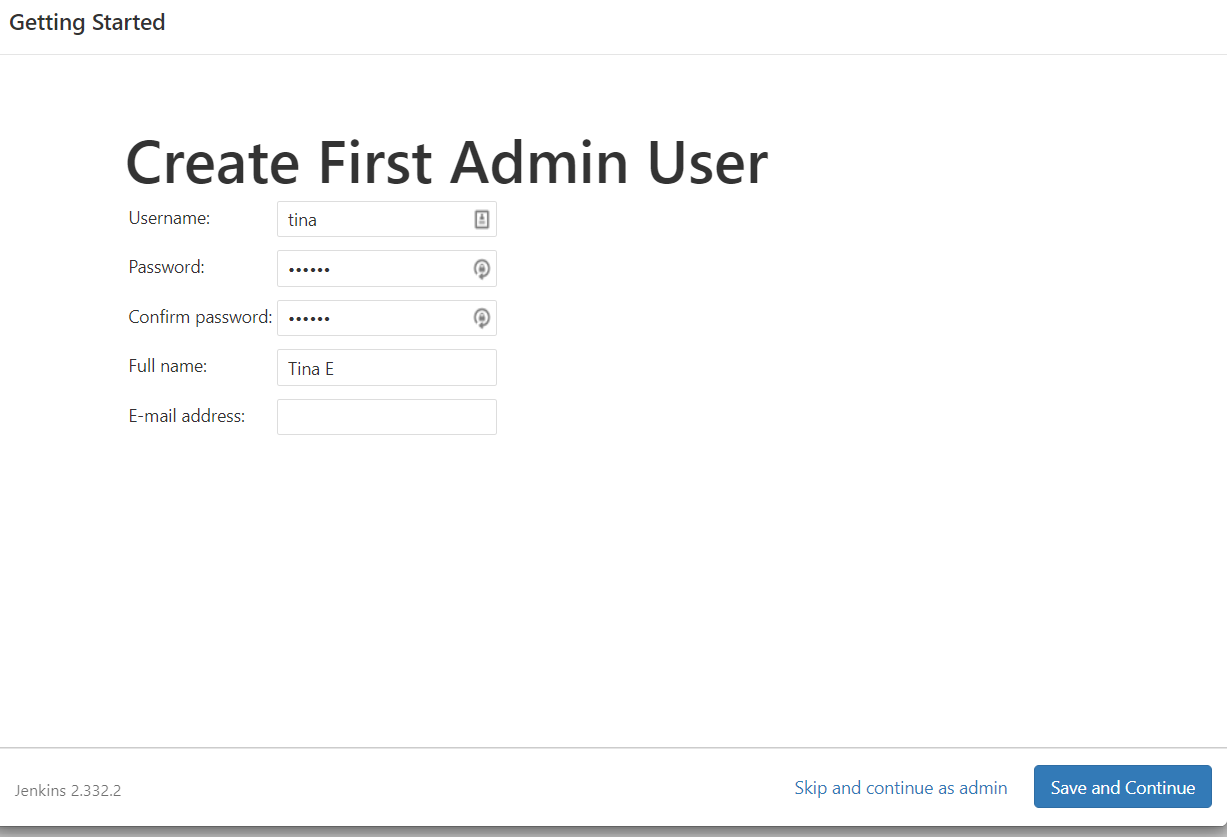 Getting Started
Create First Admin User
Username: tina
Password: ••••••
Confirm password: ••••••
Full name: Tina E
E-mail address:
Jenkins 2.332.2 Skip and continue as admin Save and Continue